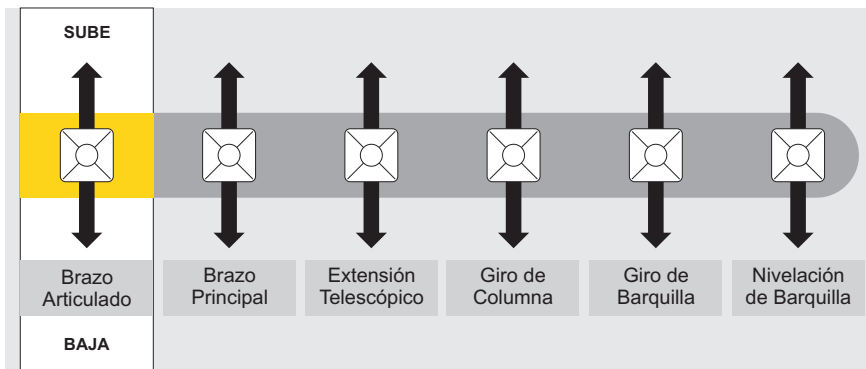 SUBE
Brazo
Articulado
Brazo
Principal
Extensión
Telescópico
Giro de
Columna
Giro de
Barquilla
Nivelación
de Barquilla
BAJA